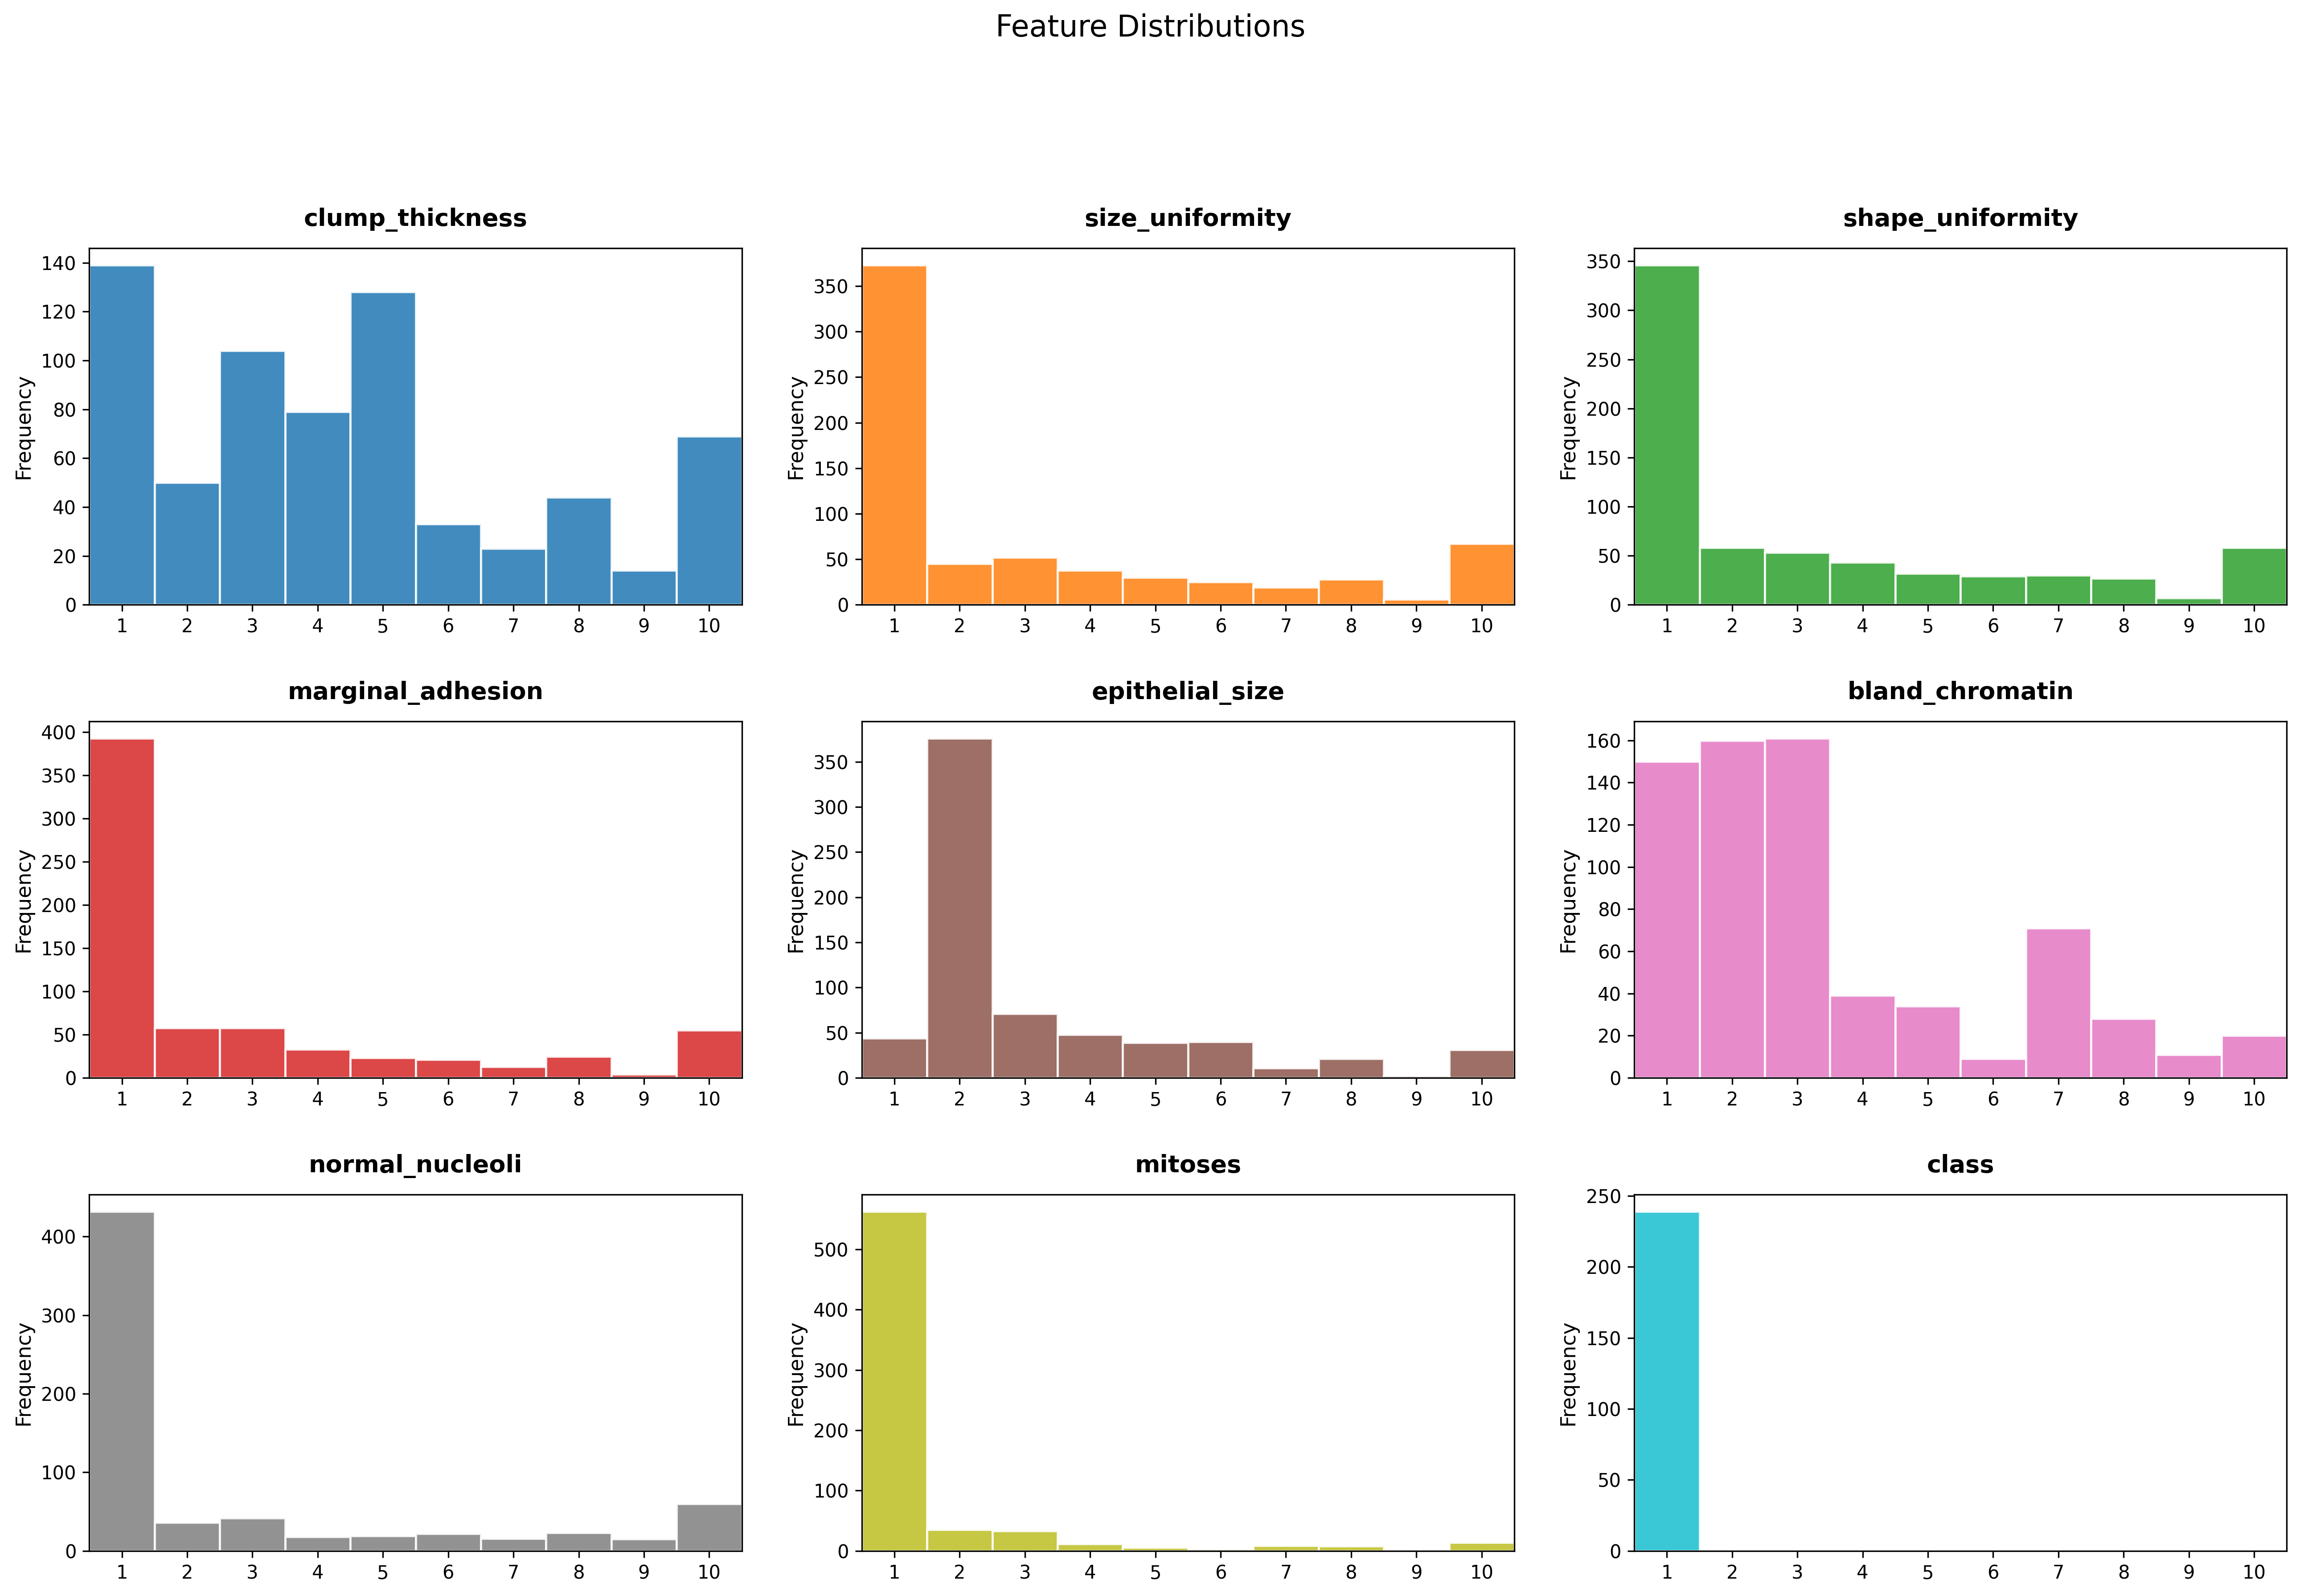 Feature Distributions
clump_thickness
Frequency
0
20
40
60
80
100
120
140
1 2 3 4 5 6 7 8 9 10
size_uniformity
Frequency
0
50
100
150
200
250
300
350
1 2 3 4 5 6 7 8 9 10
shape_uniformity
Frequency
0
50
100
150
200
250
300
350
1 2 3 4 5 6 7 8 9 10
marginal_adhesion
Frequency
0
50
100
150
200
250
300
350
400
1 2 3 4 5 6 7 8 9 10
epithelial_size
Frequency
0
50
100
150
200
250
300
350
1 2 3 4 5 6 7 8 9 10
bland_chromatin
Frequency
0
20
40
60
80
100
120
140
160
1 2 3 4 5 6 7 8 9 10
normal_nucleoli
Frequency
0
100
200
300
400
1 2 3 4 5 6 7 8 9 10
mitoses
Frequency
0
100
200
300
400
500
1 2 3 4 5 6 7 8 9 10
class
Frequency
0
50
100
150
200
250
1 2 3 4 5 6 7 8 9 10